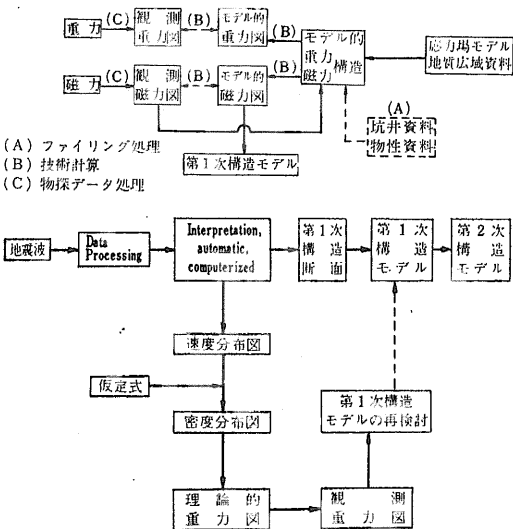 重力
(C)
観測
重力図
(B)
モデル的
重力図
(B)
モデル的
重力
磁力
構造
応力場モデル
地質広域資料
磁力
(C)
観測
磁力図
(B)
モデル的
磁力図
(B)
(A)
坑井資料
物性資料
第1次構造モデル
(A) ファイリング処理
(B) 技術計算
(C) 物探データ処理
地震波
Data
Processing
Interpretation,
automatic,
computerized
第1次
構造
断面
第1次
構造
モデル
第2次
構造
モデル
速度分布図
仮定式
密度分布図
第1次構造
モデルの再検討
理論的
重力図
観測
重力図